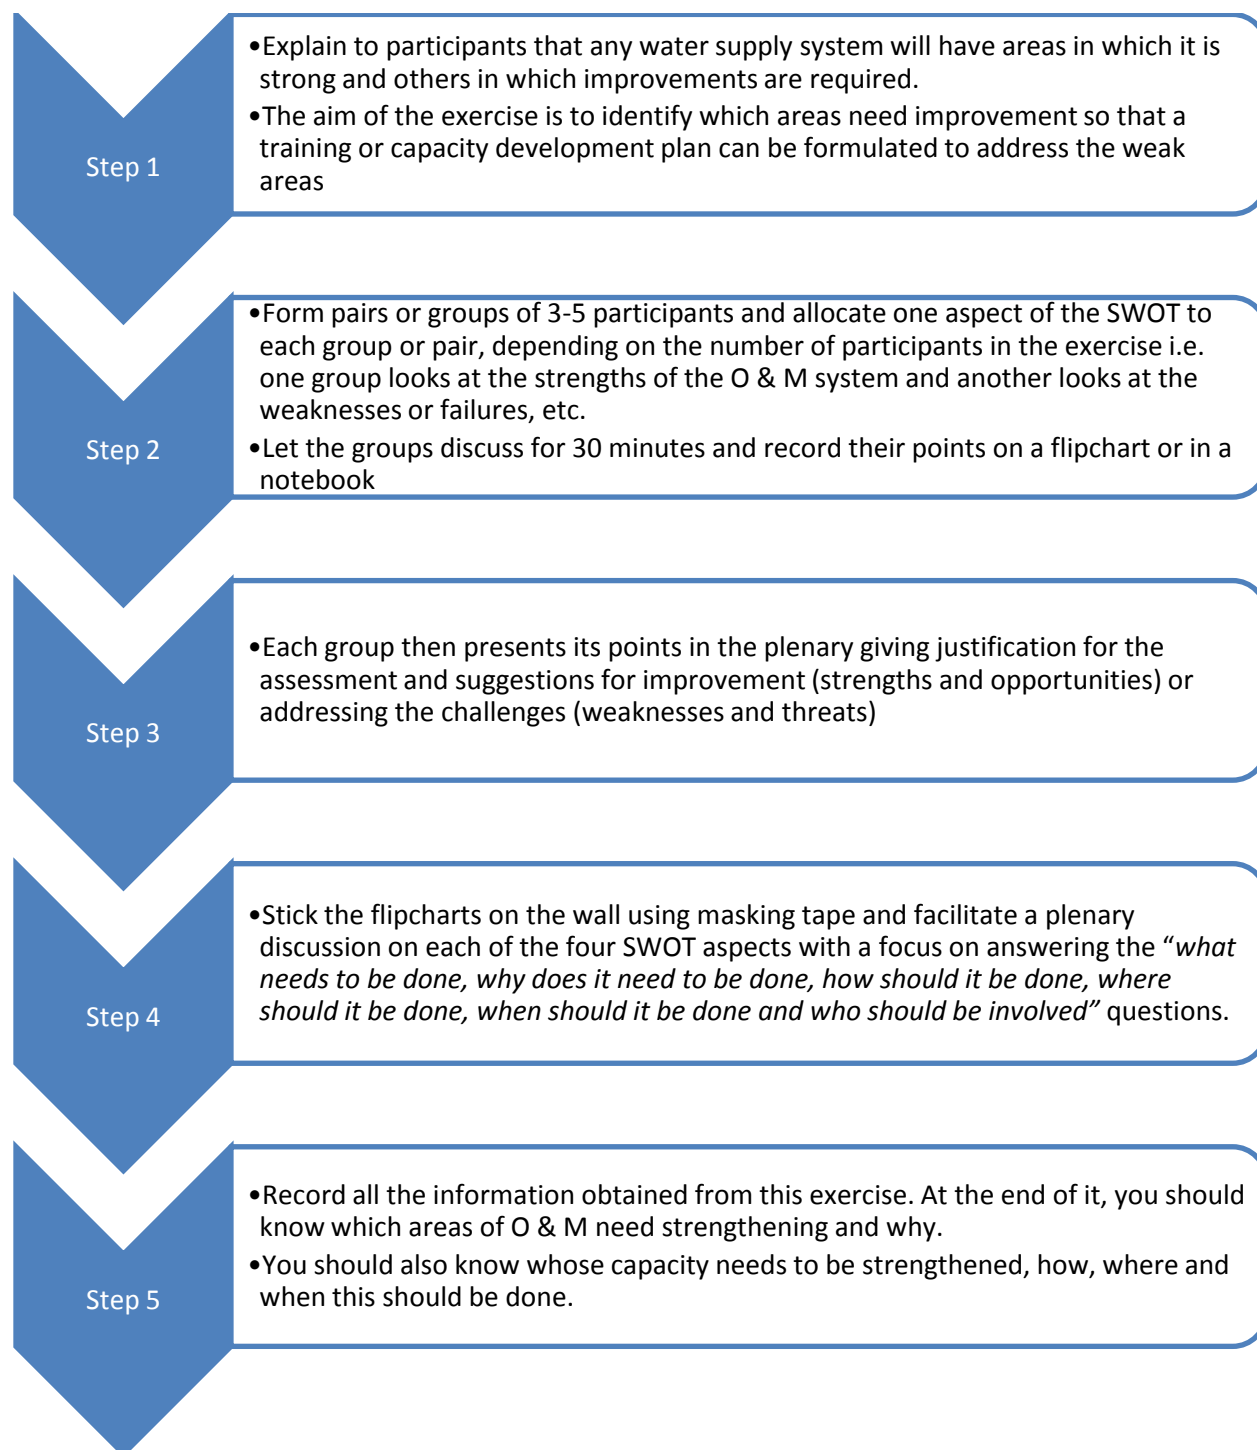 Step 1
•Explain to participants that any water supply system will have areas in which it is
strong and others in which improvements are required.
•The aim of the exercise is to identify which areas need improvement so that a
training or capacity development plan can be formulated to address the weak
areas
Step 2
•Form pairs or groups of 3-5 participants and allocate one aspect of the SWOT to
each group or pair, depending on the number of participants in the exercise i.e.
one group looks at the strengths of the O & M system and another looks at the
weaknesses or failures, etc.
•Let the groups discuss for 30 minutes and record their points on a flipchart or in a
notebook
Step 3
•Each group then presents its points in the plenary giving justification for the
assessment and suggestions for improvement (strengths and opportunities) or
addressing the challenges (weaknesses and threats)
Step 4
•Stick the flipcharts on the wall using masking tape and facilitate a plenary
discussion on each of the four SWOT aspects with a focus on answering the “what
needs to be done, why does it need to be done, how should it be done, where
should it be done, when should it be done and who should be involved” questions.
Step 5
•Record all the information obtained from this exercise. At the end of it, you should
know which areas of O & M need strengthening and why.
•You should also know whose capacity needs to be strengthened, how, where and
when this should be done.